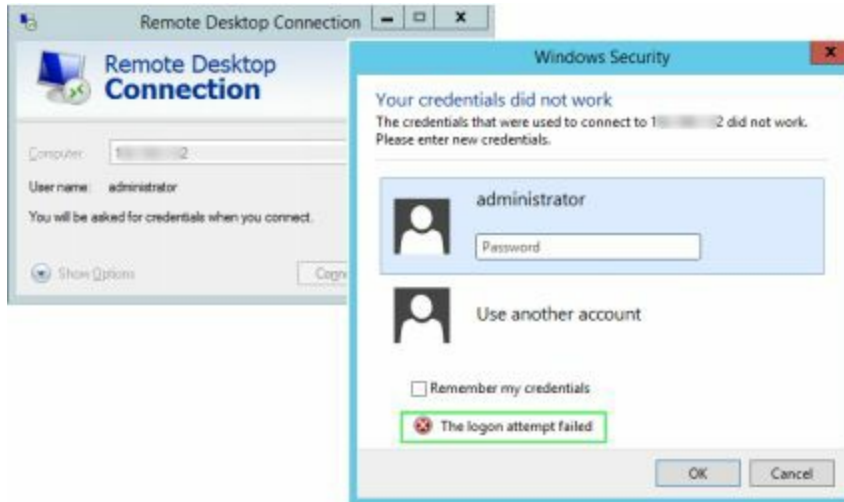 Remote Desktop Connection
Remote Desktop
Connection
Computer:
User name: administrator
You will be asked for credentials when you connect.
Show Options
Windows Security
Your credentials did not work
The credentials that were used to connect to 1 2 did not work.
Please enter new credentials.
administrator
Password
Use another account
Remember my credentials
The logon attempt failed
OK Cancel